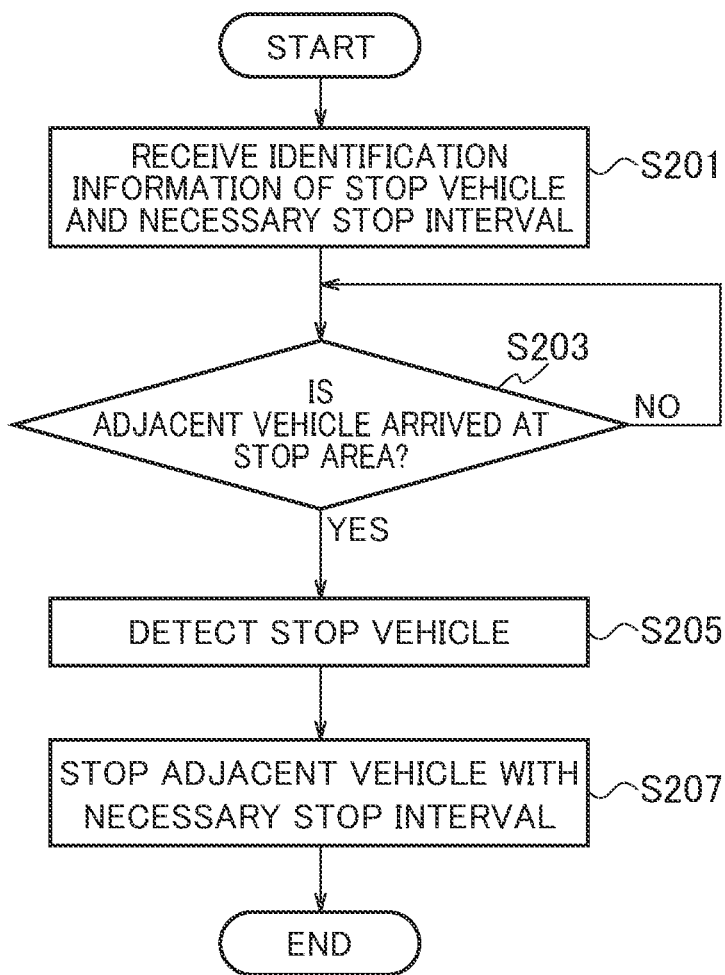 START
RECEIVE IDENTIFICATION
INFORMATION OF STOP VEHICLE
AND NECESSARY STOP INTERVAL
S201
S203
IS
ADJACENT VEHICLE ARRIVED AT
STOP AREA?
NO
YES
DETECT STOP VEHICLE
S205
STOP ADJACENT VEHICLE WITH
NECESSARY STOP INTERVAL
S207
END